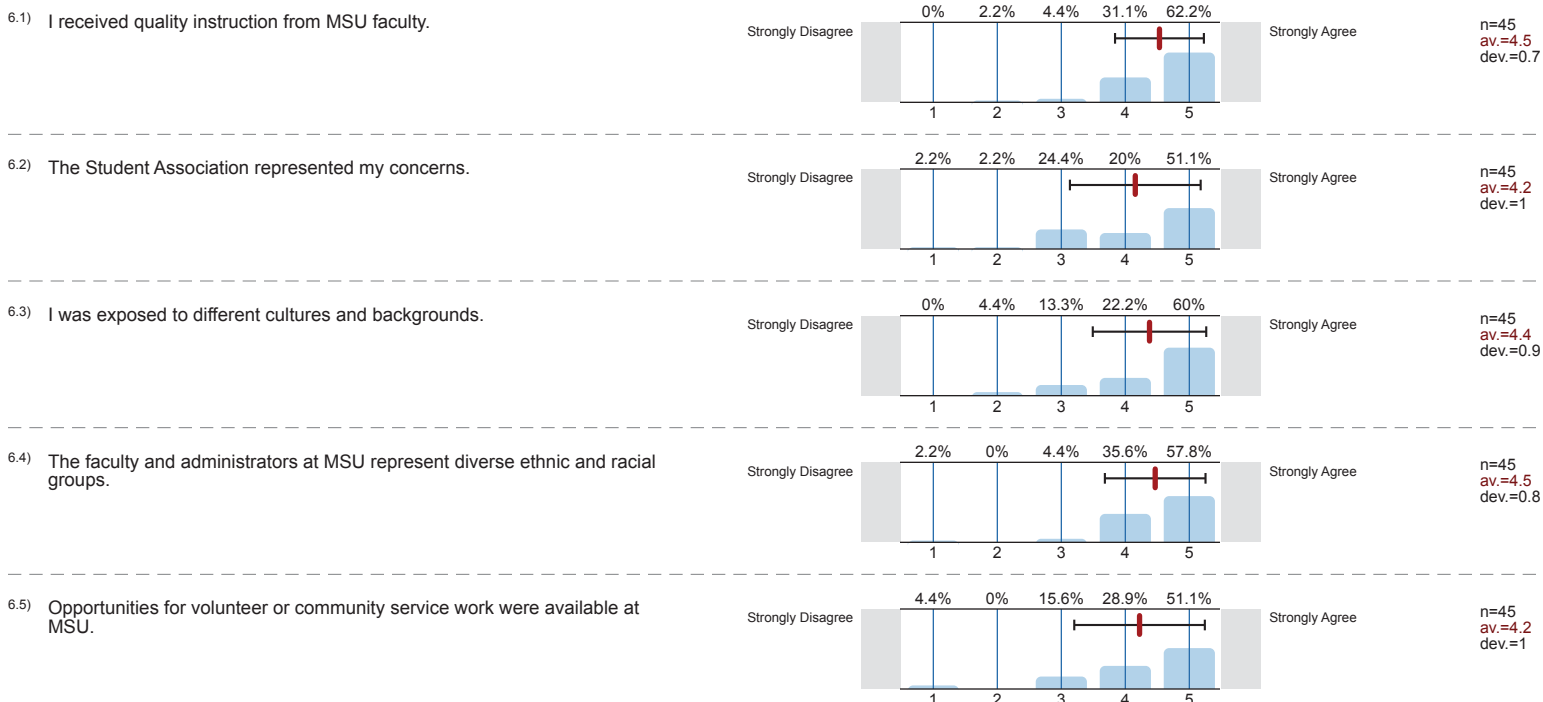 6.1) I received quality instruction from MSU faculty.
0% 2.2% 4.4% 31.1% 62.2%
Strongly Disagree Strongly Agree
n=45
av.=4.5
dev.=0.7
1 2 3 4 5
6.2) The Student Association represented my concerns.
2.2% 2.2% 24.4% 20% 51.1%
Strongly Disagree Strongly Agree
n=45
av.=4.2
dev.=1
1 2 3 4 5
6.3) I was exposed to different cultures and backgrounds.
0% 4.4% 13.3% 22.2% 60%
Strongly Disagree Strongly Agree
n=45
av.=4.4
dev.=0.9
1 2 3 4 5
6.4) The faculty and administrators at MSU represent diverse ethnic and racial
groups.
2.2% 0% 4.4% 35.6% 57.8%
Strongly Disagree Strongly Agree
n=45
av.=4.5
dev.=0.8
1 2 3 4 5
6.5) Opportunities for volunteer or community service work were available at
MSU.
4.4% 0% 15.6% 28.9% 51.1%
Strongly Disagree Strongly Agree
n=45
av.=4.2
dev.=1
1 2 3 4 5